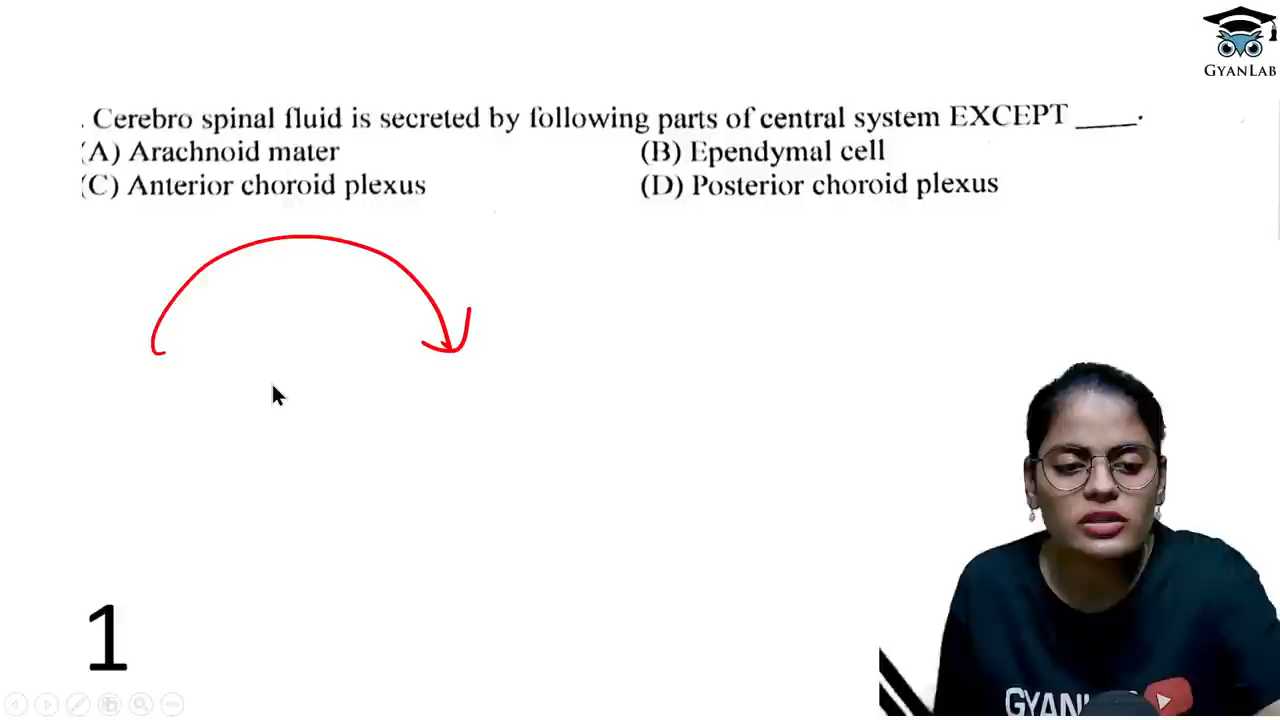 GYANLAB
. Cerebro spinal fluid is secreted by following parts of central system EXCEPT ____.
(A) Arachnoid mater (B) Ependymal cell
(C) Anterior choroid plexus (D) Posterior choroid plexus
1